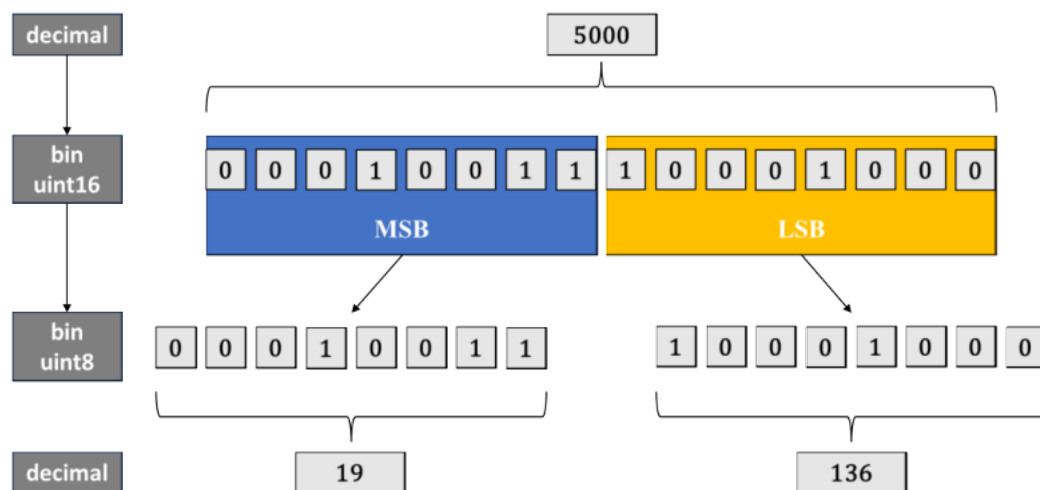 decimal
5000
bin
uint16
0 0 0 1 0 0 1 1 1 0 0 0 1 0 0 0
MSB
LSB
bin
uint8
0 0 0 1 0 0 1 1
1 0 0 0 1 0 0 0
decimal
19
136